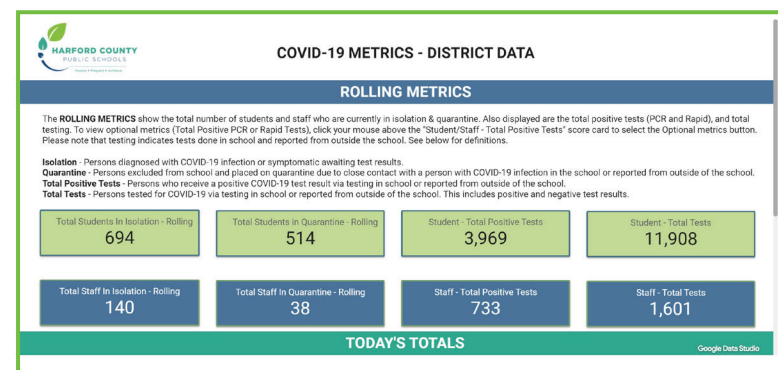 HARFORD COUNTY
PUBLIC SCHOOLS
COVID-19 METRICS - DISTRICT DATA
ROLLING METRICS
The ROLLING METRICS show the total number of students and staff who are currently in isolation & quarantine. Also displayed are the total positive tests (PCR and Rapid), and total
testing. To view optional metrics (Total Positive PCR or Rapid Tests), click your mouse above the "Student/Staff - Total Positive Tests" score card to select the Optional metrics button.
Please note that testing indicates tests done in school and reported from outside the school. See below for definitions.
Isolation - Persons diagnosed with COVID-19 infection or symptomatic awaiting test results.
Quarantine - Persons excluded from school and placed on quarantine due to close contact with a person with COVID-19 infection in the school or reported from outside of the school.
Total Positive Tests - Persons who receive a positive COVID-19 test result via testing in school or reported from outside of the school.
Total Tests - Persons tested for COVID-19 via testing in school or reported from outside of the school. This includes positive and negative test results.
Total Students In Isolation - Rolling
694
Total Students in Quarantine - Rolling
514
Student - Total Positive Tests
3,969
Student - Total Tests
11,908
Total Staff In Isolation - Rolling
140
Total Staff In Quarantine - Rolling
38
Staff - Total Positive Tests
733
Staff - Total Tests
1,601
TODAY'S TOTALS
Google Data Studio